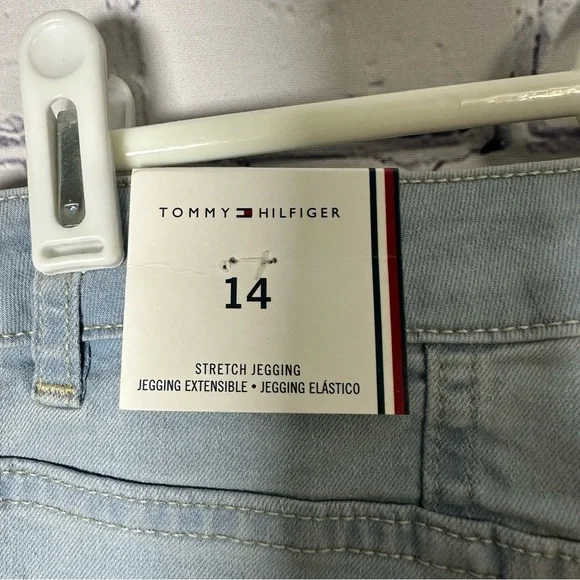 TOMMY HILFIGER
14
STRETCH JEGGING
JEGGING EXTENSIBLE • JEGGING ELÁSTICO